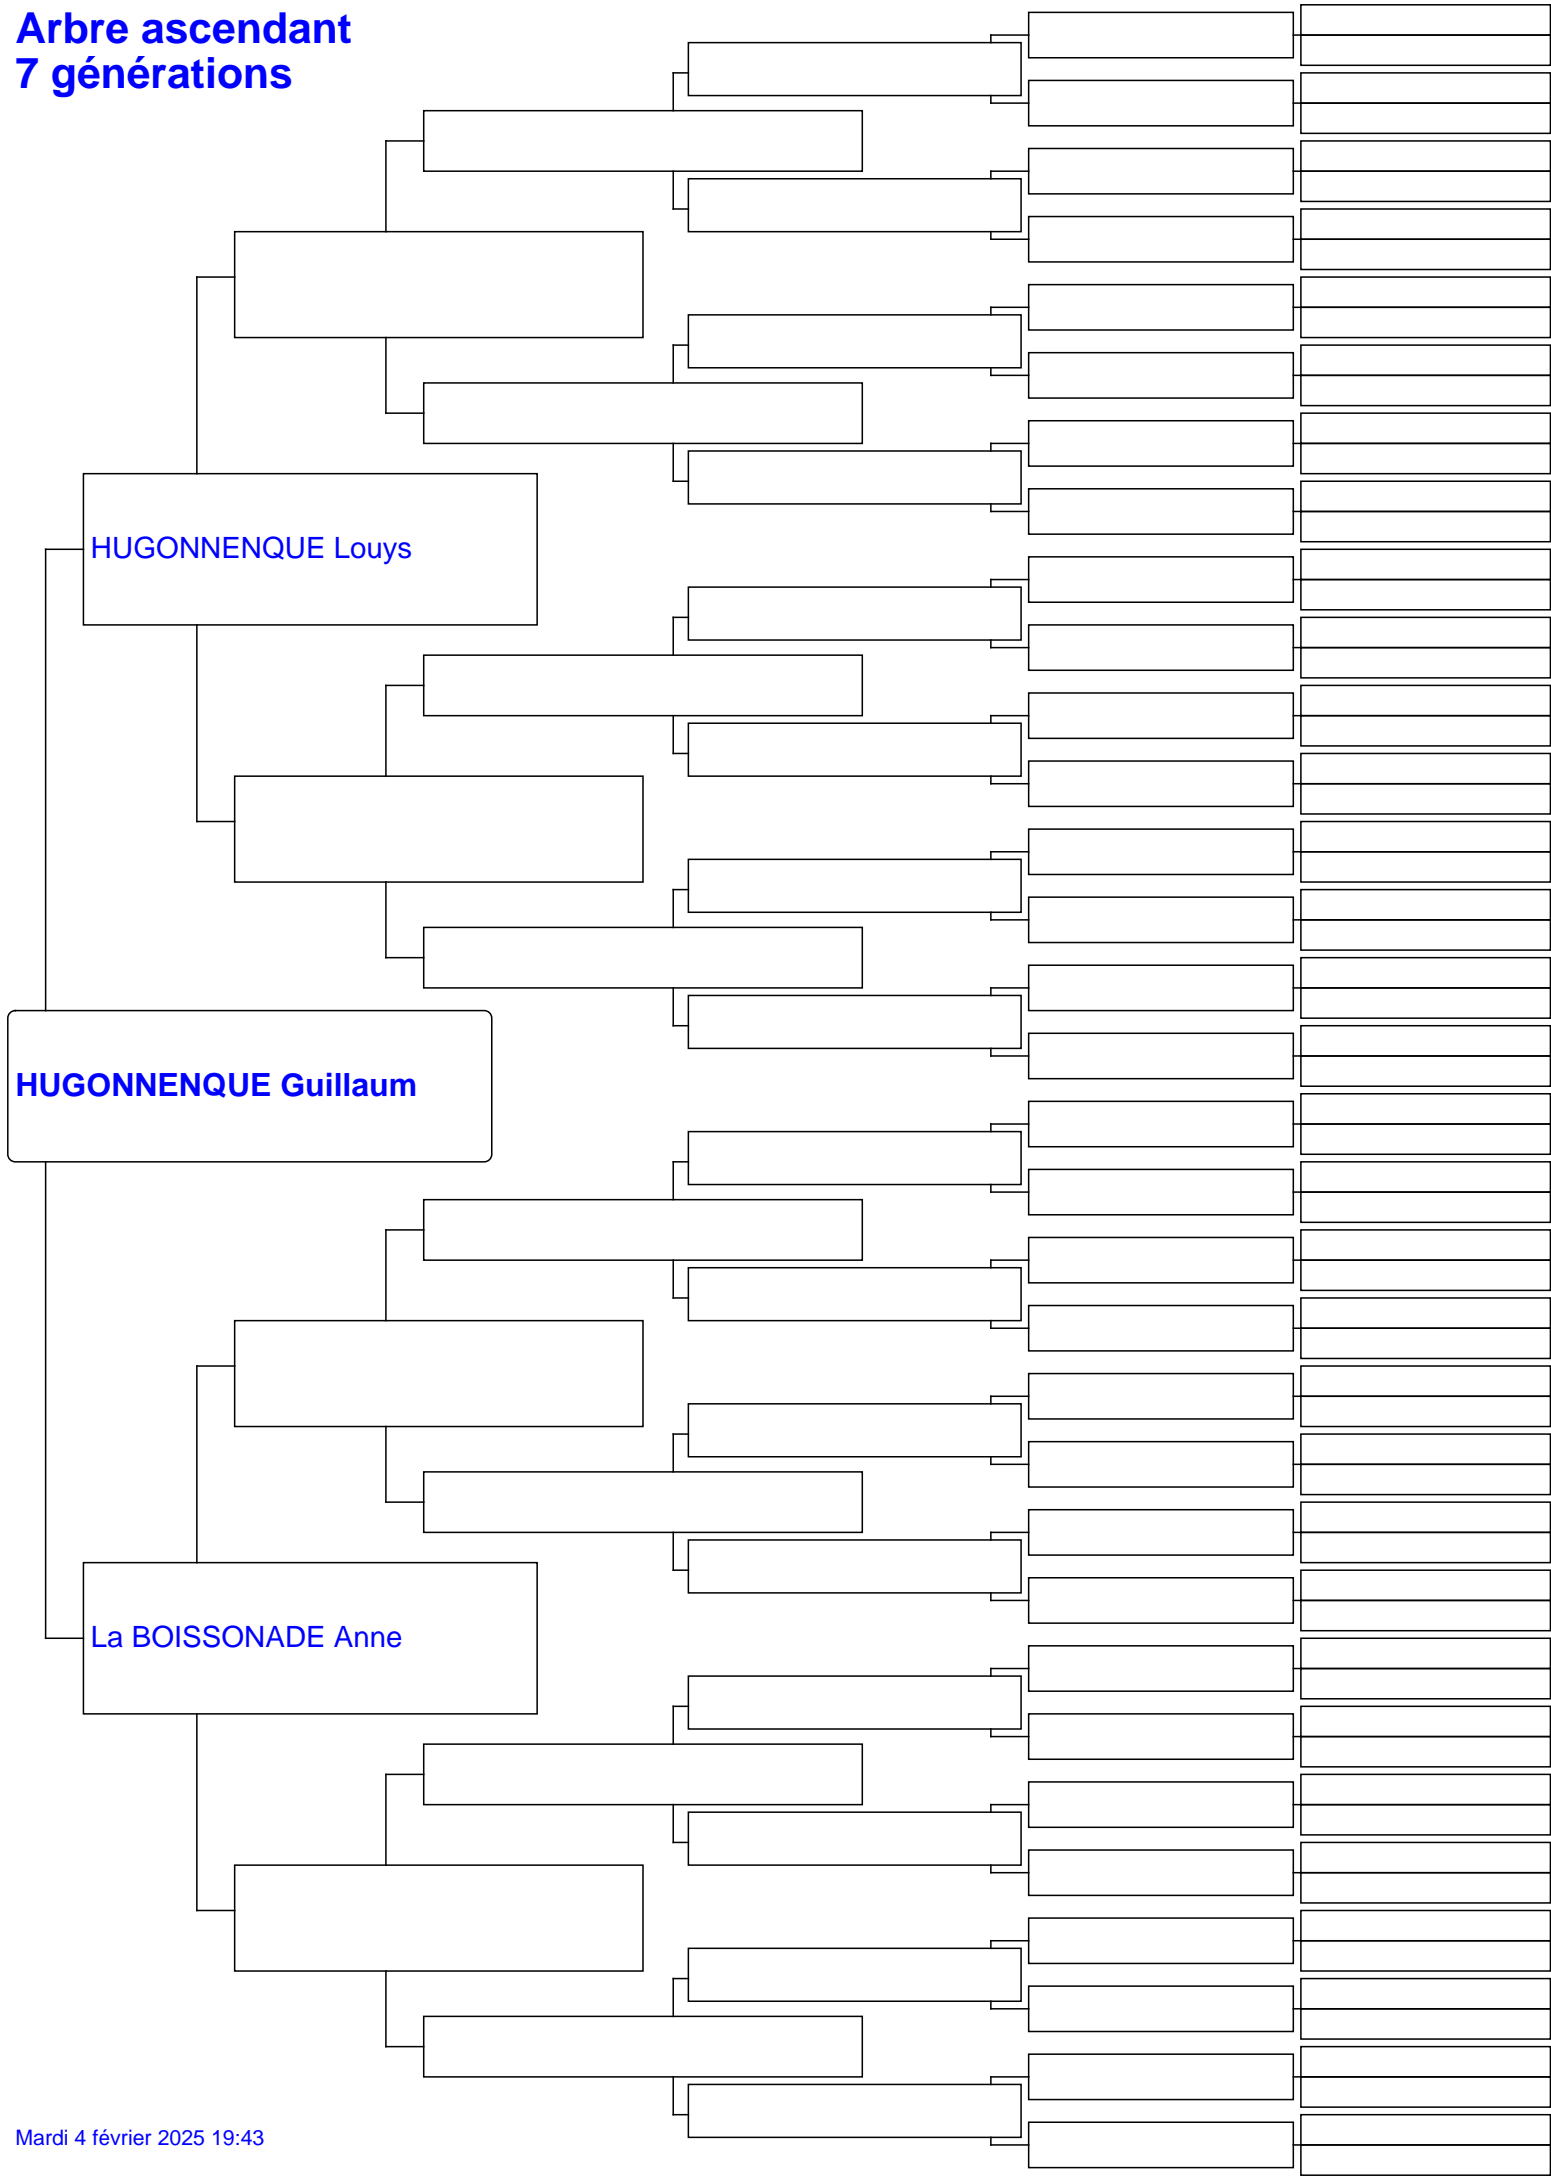 Arbre ascendant
7 générations
HUGONNENQUE Louys
HUGONNENQUE Guillaum
La BOISSONADE Anne
Mardi 4 février 2025 19:43